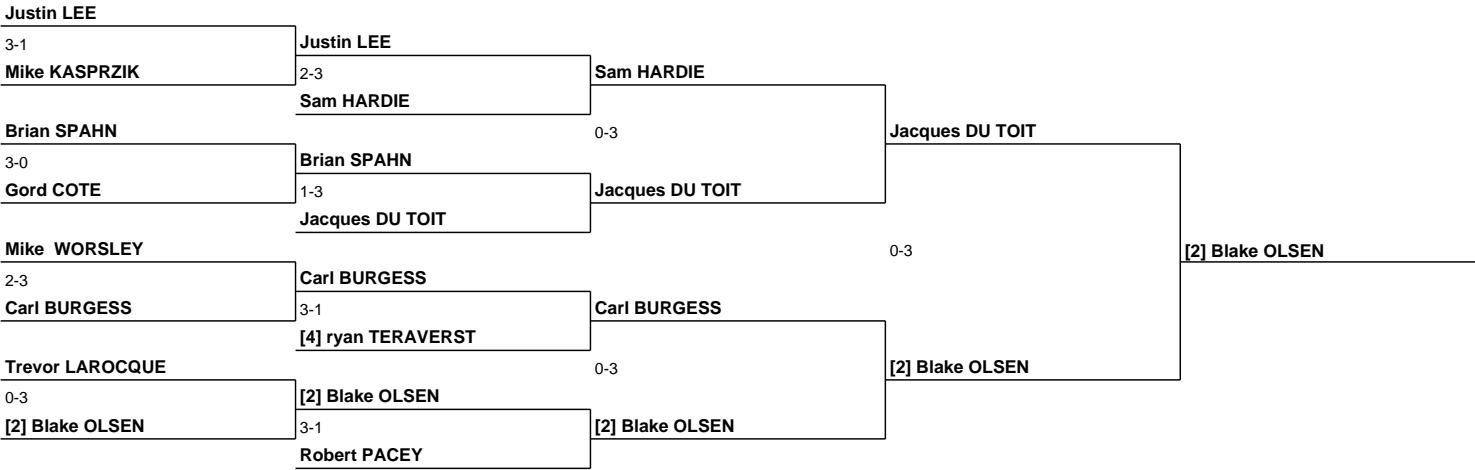 Justin LEE
3-1
Mike KASPRZIK
Brian SPAHN
3-0
Gord COTE
Mike  WORSLEY
2-3
Carl BURGESS
Trevor LAROCQUE
0-3
[2] Blake OLSEN
Justin LEE
2-3
Sam HARDIE
Brian SPAHN
1-3
Jacques DU TOIT
Carl BURGESS
3-1
[4] ryan TERAVERST
[2] Blake OLSEN
3-1
Robert PACEY
Sam HARDIE
0-3
Jacques DU TOIT
Carl BURGESS
0-3
[2] Blake OLSEN
Jacques DU TOIT
0-3
[2] Blake OLSEN
[2] Blake OLSEN